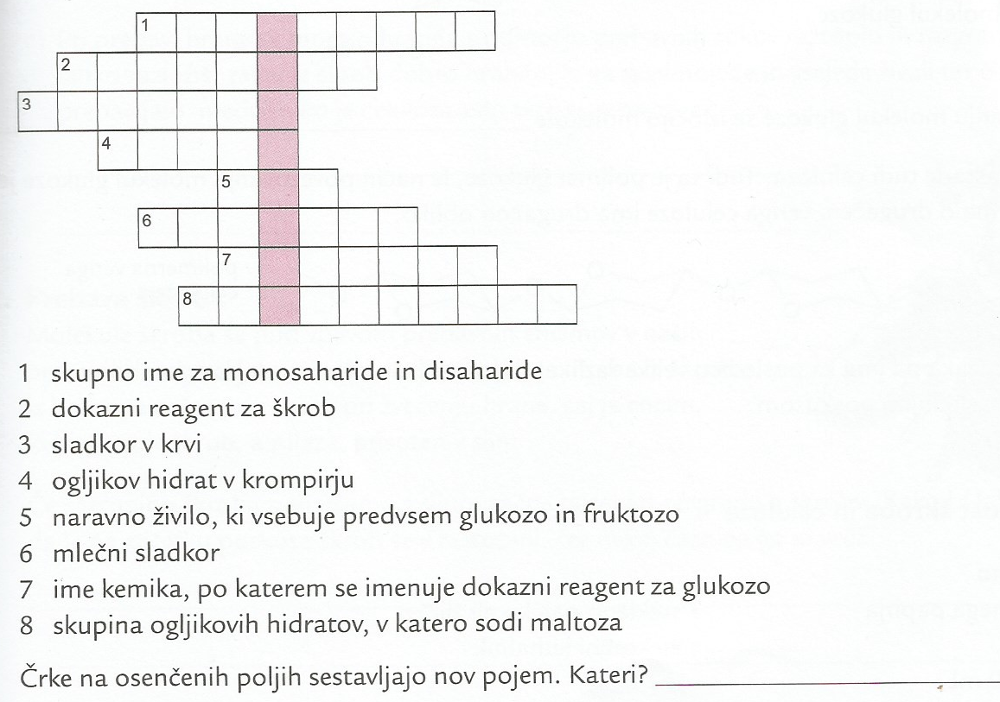 1
2
3
4
5
6
7
8
1 skupno ime za monosaharide in disaharide
2 dokazni reagent za škrob
3 sladkor v krvi
4 ogljikov hidrat v krompirju
5 naravno živilo, ki vsebuje predvsem glukozo in fruktozo
6 mlečni sladkor
7 ime kemika, po katerem se imenuje dokazni reagent za glukozo
8 skupina ogljikovih hidratov, v katero sodi maltoza
Črke na osenčenih poljih sestavljajo nov pojem. Kateri?